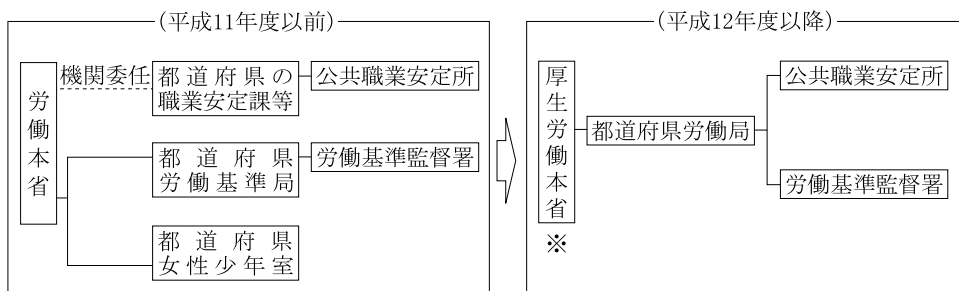 (平成11年度以前)
労働本省
機関委任
都道府県の
職業安定課等
公共職業安定所
都道府県
労働基準局
労働基準監督署
都道府県
女性少年室
(平成12年度以降)
厚生労働本省
※
都道府県労働局
公共職業安定所
労働基準監督署